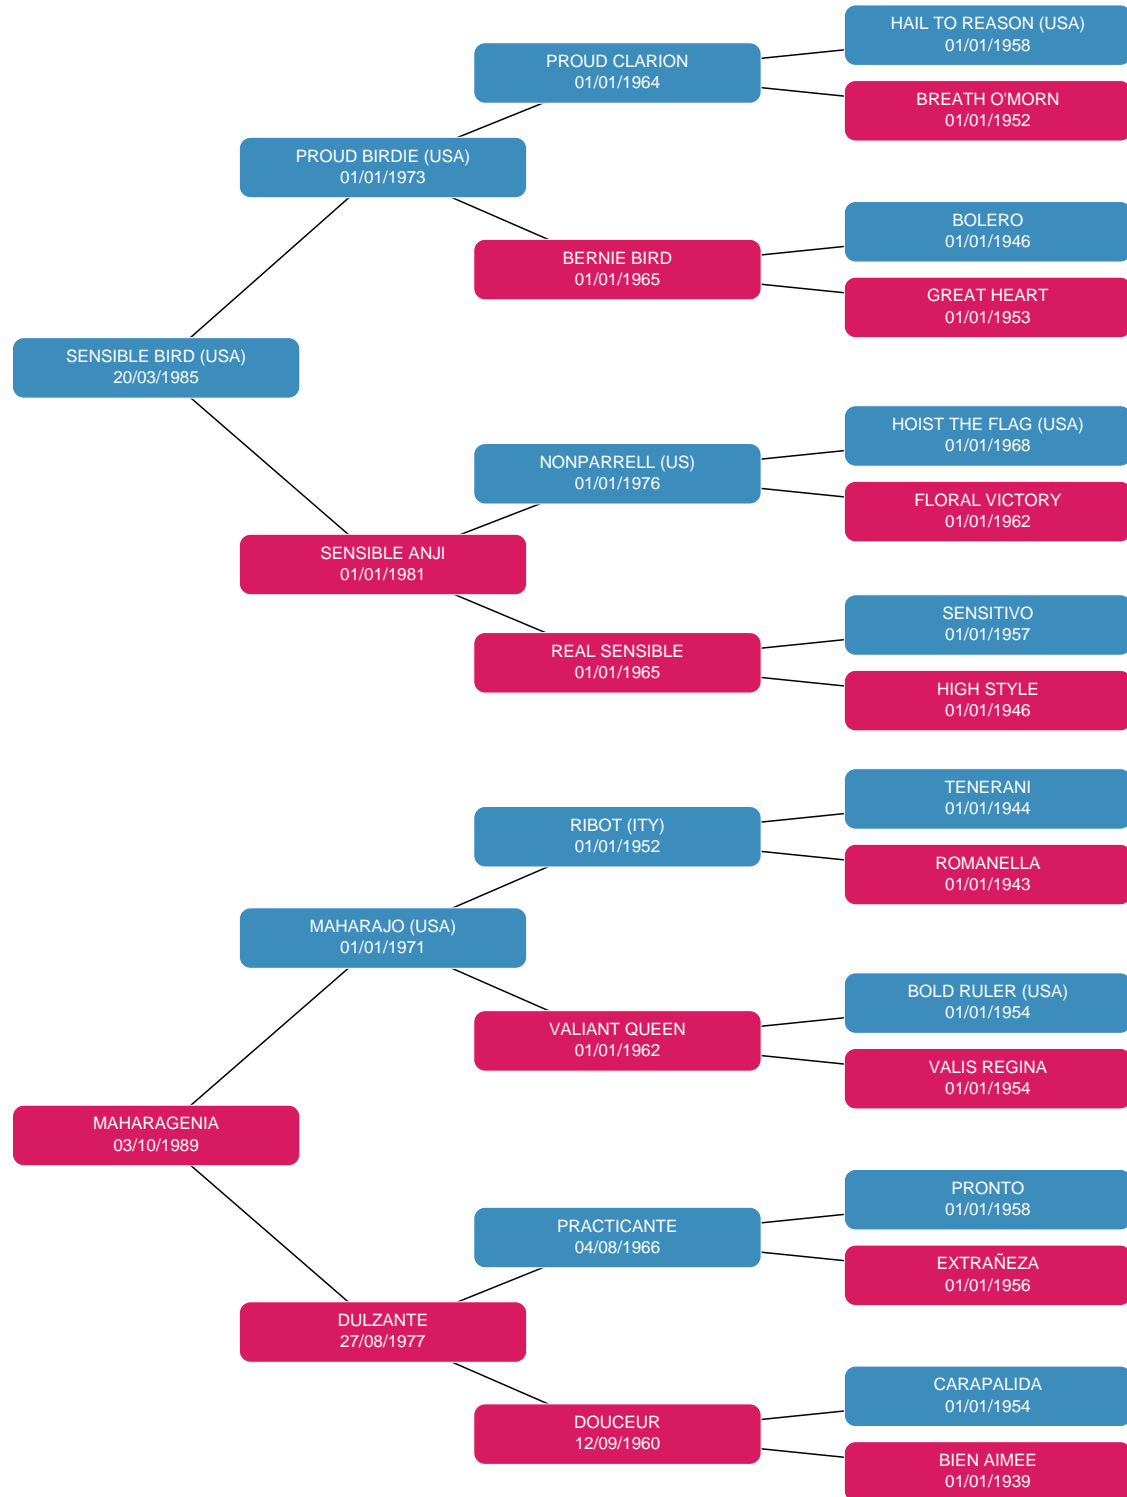 HAIL TO REASON (USA)
01/01/1958
PROUD CLARION
01/01/1964
BREATH O'MORN
01/01/1952
PROUD BIRDIE (USA)
01/01/1973
BOLERO
01/01/1946
BERNIE BIRD
01/01/1965
GREAT HEART
01/01/1953
SENSIBLE BIRD (USA)
20/03/1985
HOIST THE FLAG (USA)
01/01/1968
NONPARRELL (US)
01/01/1976
FLORAL VICTORY
01/01/1962
SENSIBLE ANJI
01/01/1981
SENSITIVO
01/01/1957
REAL SENSIBLE
01/01/1965
HIGH STYLE
01/01/1946
TENERANI
01/01/1944
RIBOT (ITY)
01/01/1952
ROMANELLA
01/01/1943
MAHARAJO (USA)
01/01/1971
BOLD RULER (USA)
01/01/1954
VALIANT QUEEN
01/01/1962
VALIS REGINA
01/01/1954
MAHARAGENIA
03/10/1989
PRONTO
01/01/1958
PRACTICANTE
04/08/1966
EXTRAÑEZA
01/01/1956
DULZANTE
27/08/1977
CARAPALIDA
01/01/1954
DOUCEUR
12/09/1960
BIEN AIMEE
01/01/1939